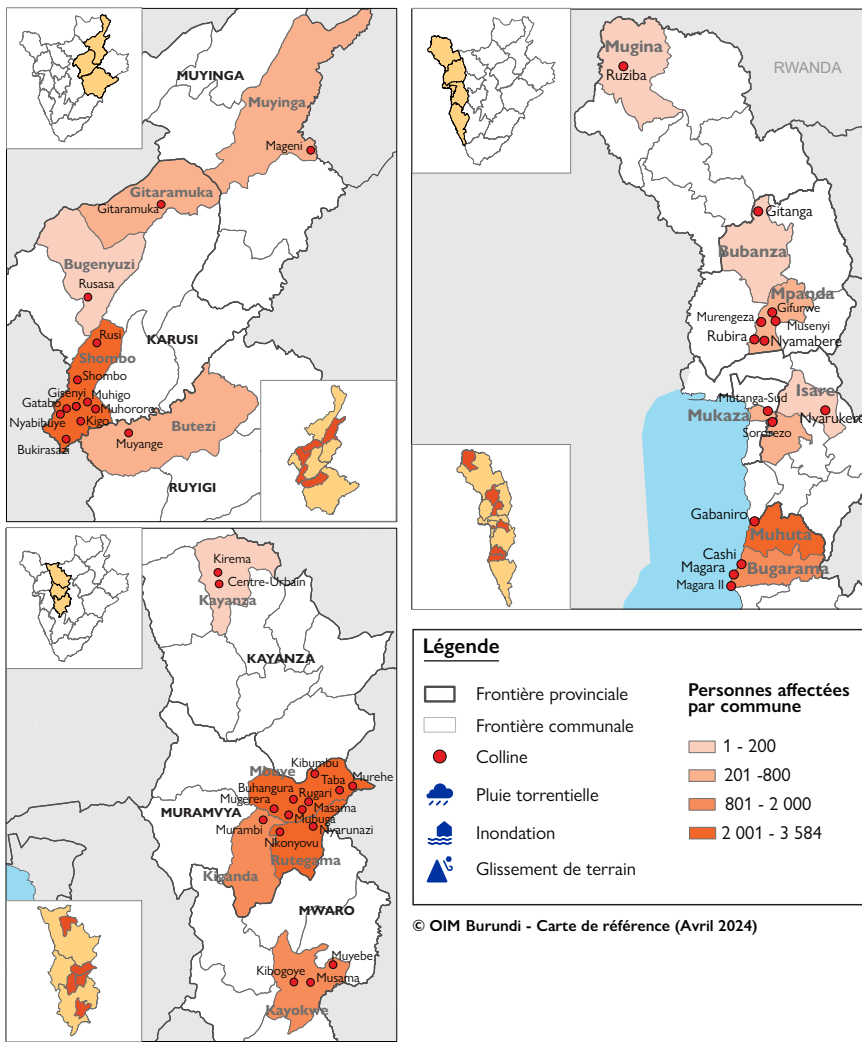 MUYINGA
Muyinga
Mageni
Gitaramuka
Gitaramuka
Bugenyuzi
Rusasa
Rusi
KARUSI
Shombo
Shombo
Gisenyi
Muhigo
Gatabo
Muhororo
Nyabibuye
Kigo
Bukirasazi
Muyange
Butezi
RUYIGI
Mugina
Ruziba
RWANDA
Gitanga
Bubanza
Mpanda
Gifurwe
Murengeza
Musenyi
Rubira
Nyamabere
Isare
Mutanga-Sud
Mukaza
Nyarukere
Sororezo
Gabaniro
Muhuta
Cashi
Magara
Bugarama
Magara II
Kirema
Centre-Urbain
Kayanza
KAYANZA
Kibumbu
Mbuye
Taba
Murehe
Buhangura
Rugari
Mugerera
Masama
MURAMVYA
Mubuga
Murambi
Nyarunazi
Nkonyovu
Rutegama
Kiganda
MWARO
Muyebe
Kibogoye
Musama
Kayokwe
Légende
Frontière provinciale
Frontière communale
Colline
Pluie torrentielle
Inondation
Glissement de terrain
Personnes affectées
par commune
1 - 200
201 -800
801 - 2 000
2 001 - 3 584
© OIM Burundi - Carte de référence (Avril 2024)